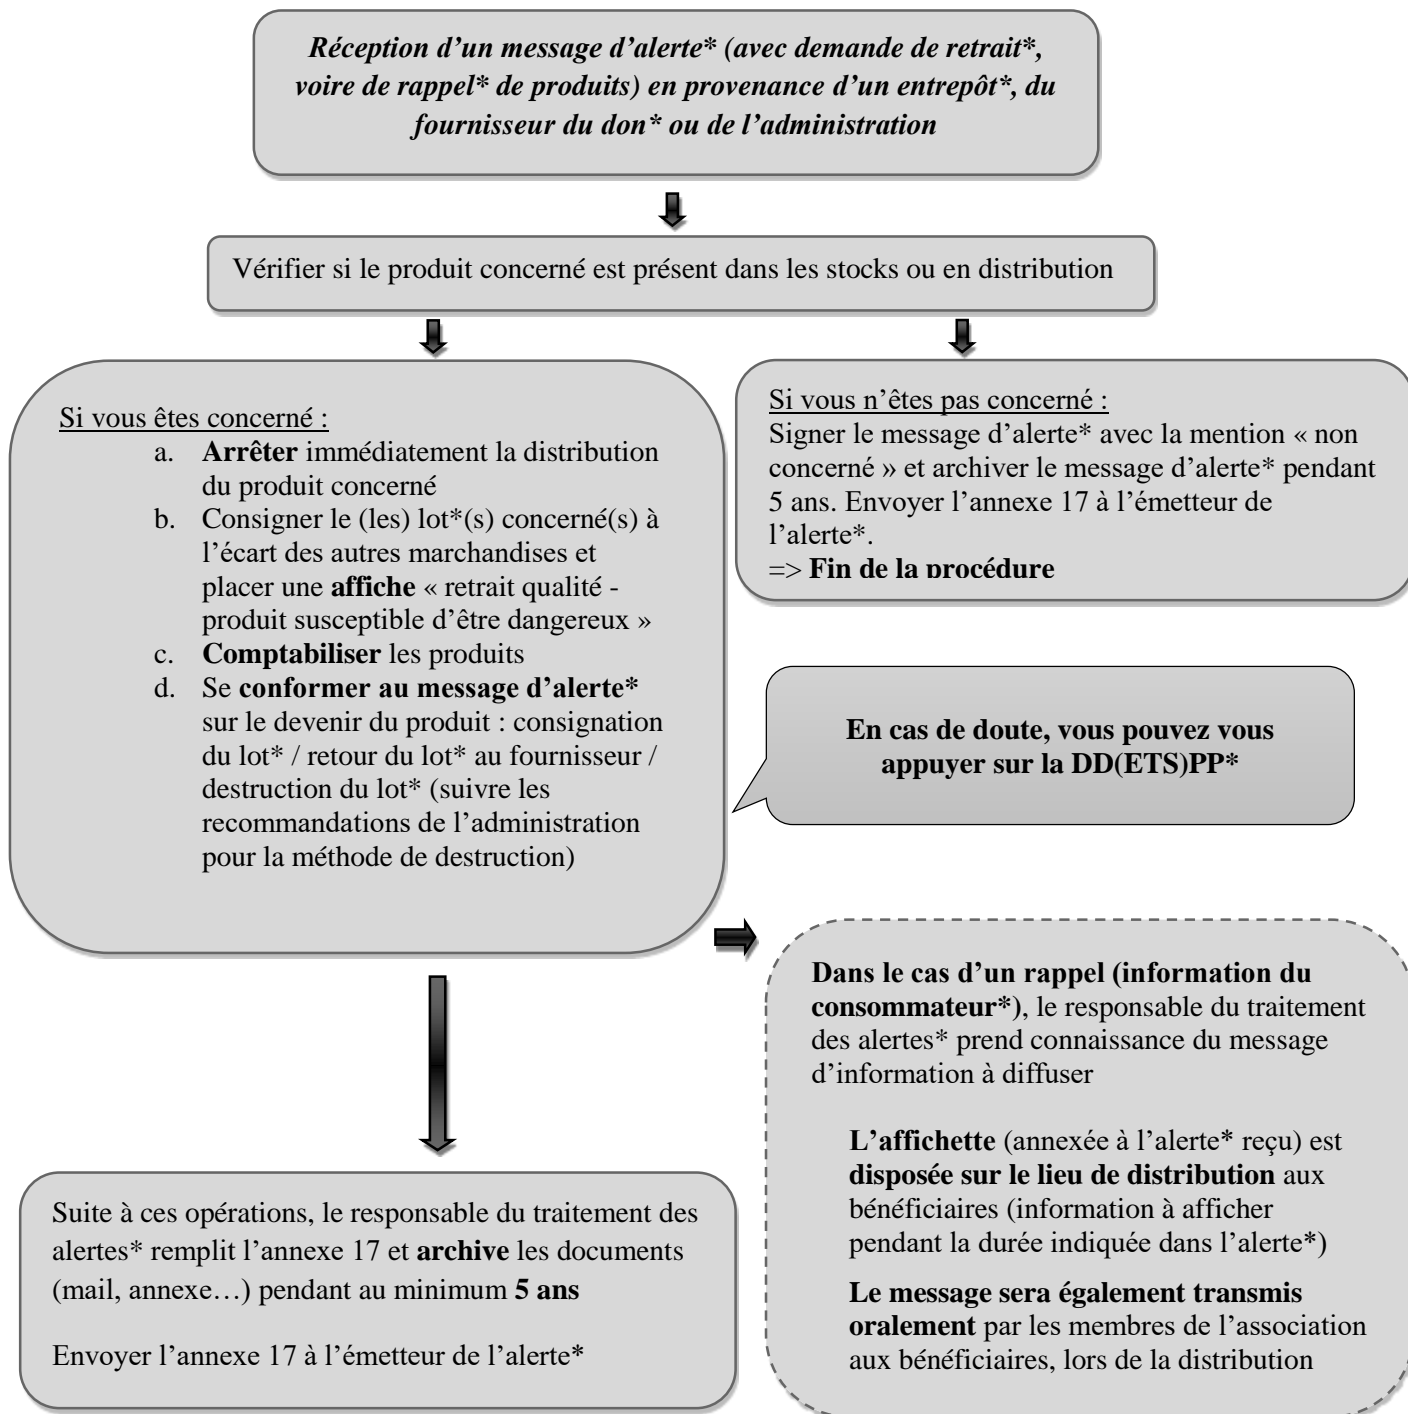 Réception d’un message d’alerte* (avec demande de retrait*,
voire de rappel* de produits) en provenance d’un entrepôt*, du
fournisseur du don* ou de l’administration
Vérifier si le produit concerné est présent dans les stocks ou en distribution
Si vous êtes concerné :
a. Arrêter immédiatement la distribution
du produit concerné
b. Consigner le (les) lot*(s) concerné(s) à
l’écart des autres marchandises et
placer une affiche « retrait qualité -
produit susceptible d’être dangereux »
c. Comptabiliser les produits
d. Se conformer au message d’alerte*
sur le devenir du produit : consignation
du lot* / retour du lot* au fournisseur /
destruction du lot* (suivre les
recommandations de l’administration
pour la méthode de destruction)
Si vous n’êtes pas concerné :
Signer le message d’alerte* avec la mention « non
concerné » et archiver le message d’alerte* pendant
5 ans. Envoyer l’annexe 17 à l’émetteur de
l’alerte*.
=> Fin de la procédure
En cas de doute, vous pouvez vous
appuyer sur la DD(ETS)PP*
Dans le cas d’un rappel (information du
consommateur*), le responsable du traitement
des alertes* prend connaissance du message
d’information à diffuser
L’affichette (annexée à l’alerte* reçu) est
disposée sur le lieu de distribution aux
bénéficiaires (information à afficher
pendant la durée indiquée dans l’alerte*)
Le message sera également transmis
oralement par les membres de l’association
aux bénéficiaires, lors de la distribution
Suite à ces opérations, le responsable du traitement des
alertes* remplit l’annexe 17 et archive les documents
(mail, annexe…) pendant au minimum 5 ans
Envoyer l’annexe 17 à l’émetteur de l’alerte*